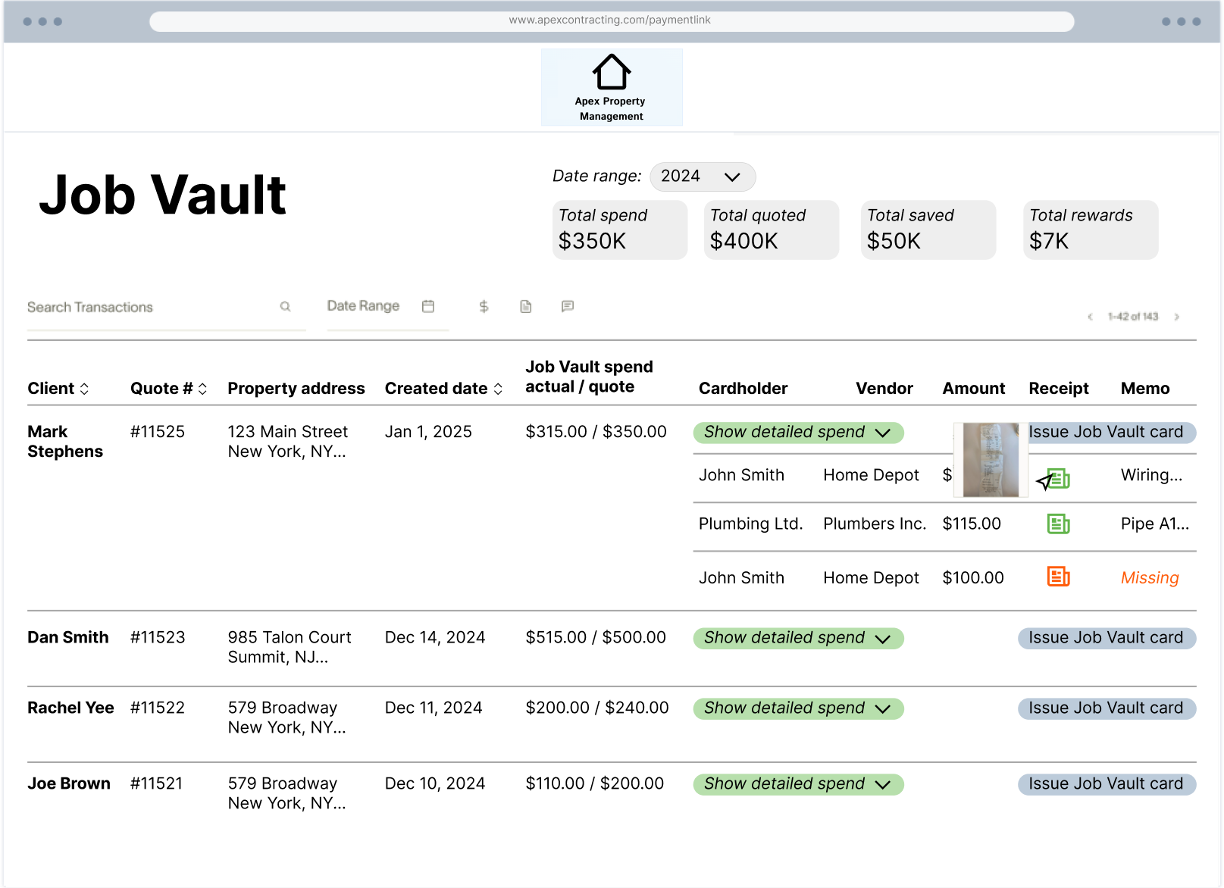 www.apexcontracting.com/paymentlink
Apex Property
Management
Job Vault
Date range: 2024
Total spend
$350K
Total quoted
$400K
Total saved
$50K
Total rewards
$7K
Search Transactions
Date Range
$
1-42 of 143
Client Quote # Property address Created date Job Vault spend actual / quote Cardholder Vendor Amount Receipt Memo
Mark Stephens #11525 123 Main Street Jan 1, 2025 $315.00 / $350.00 Show detailed spend Issue Job Vault card
New York, NY...
John Smith Home Depot $ Wiring...
Plumbing Ltd. Plumbers Inc. $115.00 Pipe A1...
John Smith Home Depot $100.00 Missing
Dan Smith #11523 985 Talon Court Dec 14, 2024 $515.00 / $500.00 Show detailed spend Issue Job Vault card
Summit, NJ...
Rachel Yee #11522 579 Broadway Dec 11, 2024 $200.00 / $240.00 Show detailed spend Issue Job Vault card
New York, NY...
Joe Brown #11521 579 Broadway Dec 10, 2024 $110.00 / $200.00 Show detailed spend Issue Job Vault card
New York, NY...